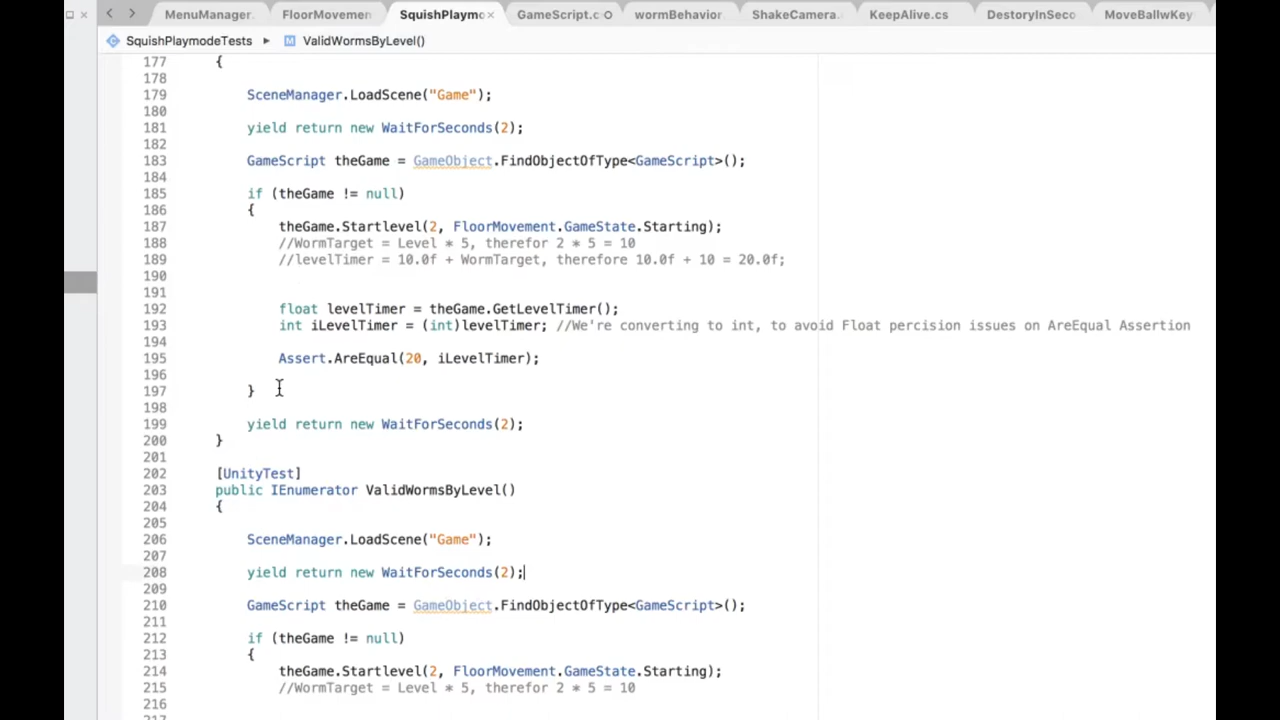 MenuManager. FloorMovemen SquishPlaymo× GameScript.c wormBehavior ShakeCamera. KeepAlive.cs DestoryInSeco MoveBallwKey
SquishPlaymodeTests ▸ M ValidWormsByLevel()
177 {
178
179 SceneManager.LoadScene("Game");
180
181 yield return new WaitForSeconds(2);
182
183 GameScript theGame = GameObject.FindObjectOfType<GameScript>();
184
185 if (theGame != null)
186 {
187 theGame.Startlevel(2, FloorMovement.GameState.Starting);
188 //WormTarget = Level * 5, therefor 2 * 5 = 10
189 //levelTimer = 10.0f + WormTarget, therefore 10.0f + 10 = 20.0f;
190
191
192 float levelTimer = theGame.GetLevelTimer();
193 int iLevelTimer = (int)levelTimer; //We're converting to int, to avoid Float percision issues on AreEqual Assertion
194
195 Assert.AreEqual(20, iLevelTimer);
196
197 }
198
199 yield return new WaitForSeconds(2);
200 }
201
202 [UnityTest]
203 public IEnumerator ValidWormsByLevel()
204 {
205
206 SceneManager.LoadScene("Game");
207
208 yield return new WaitForSeconds(2);
209
210 GameScript theGame = GameObject.FindObjectOfType<GameScript>();
211
212 if (theGame != null)
213 {
214 theGame.Startlevel(2, FloorMovement.GameState.Starting);
215 //WormTarget = Level * 5, therefor 2 * 5 = 10
216